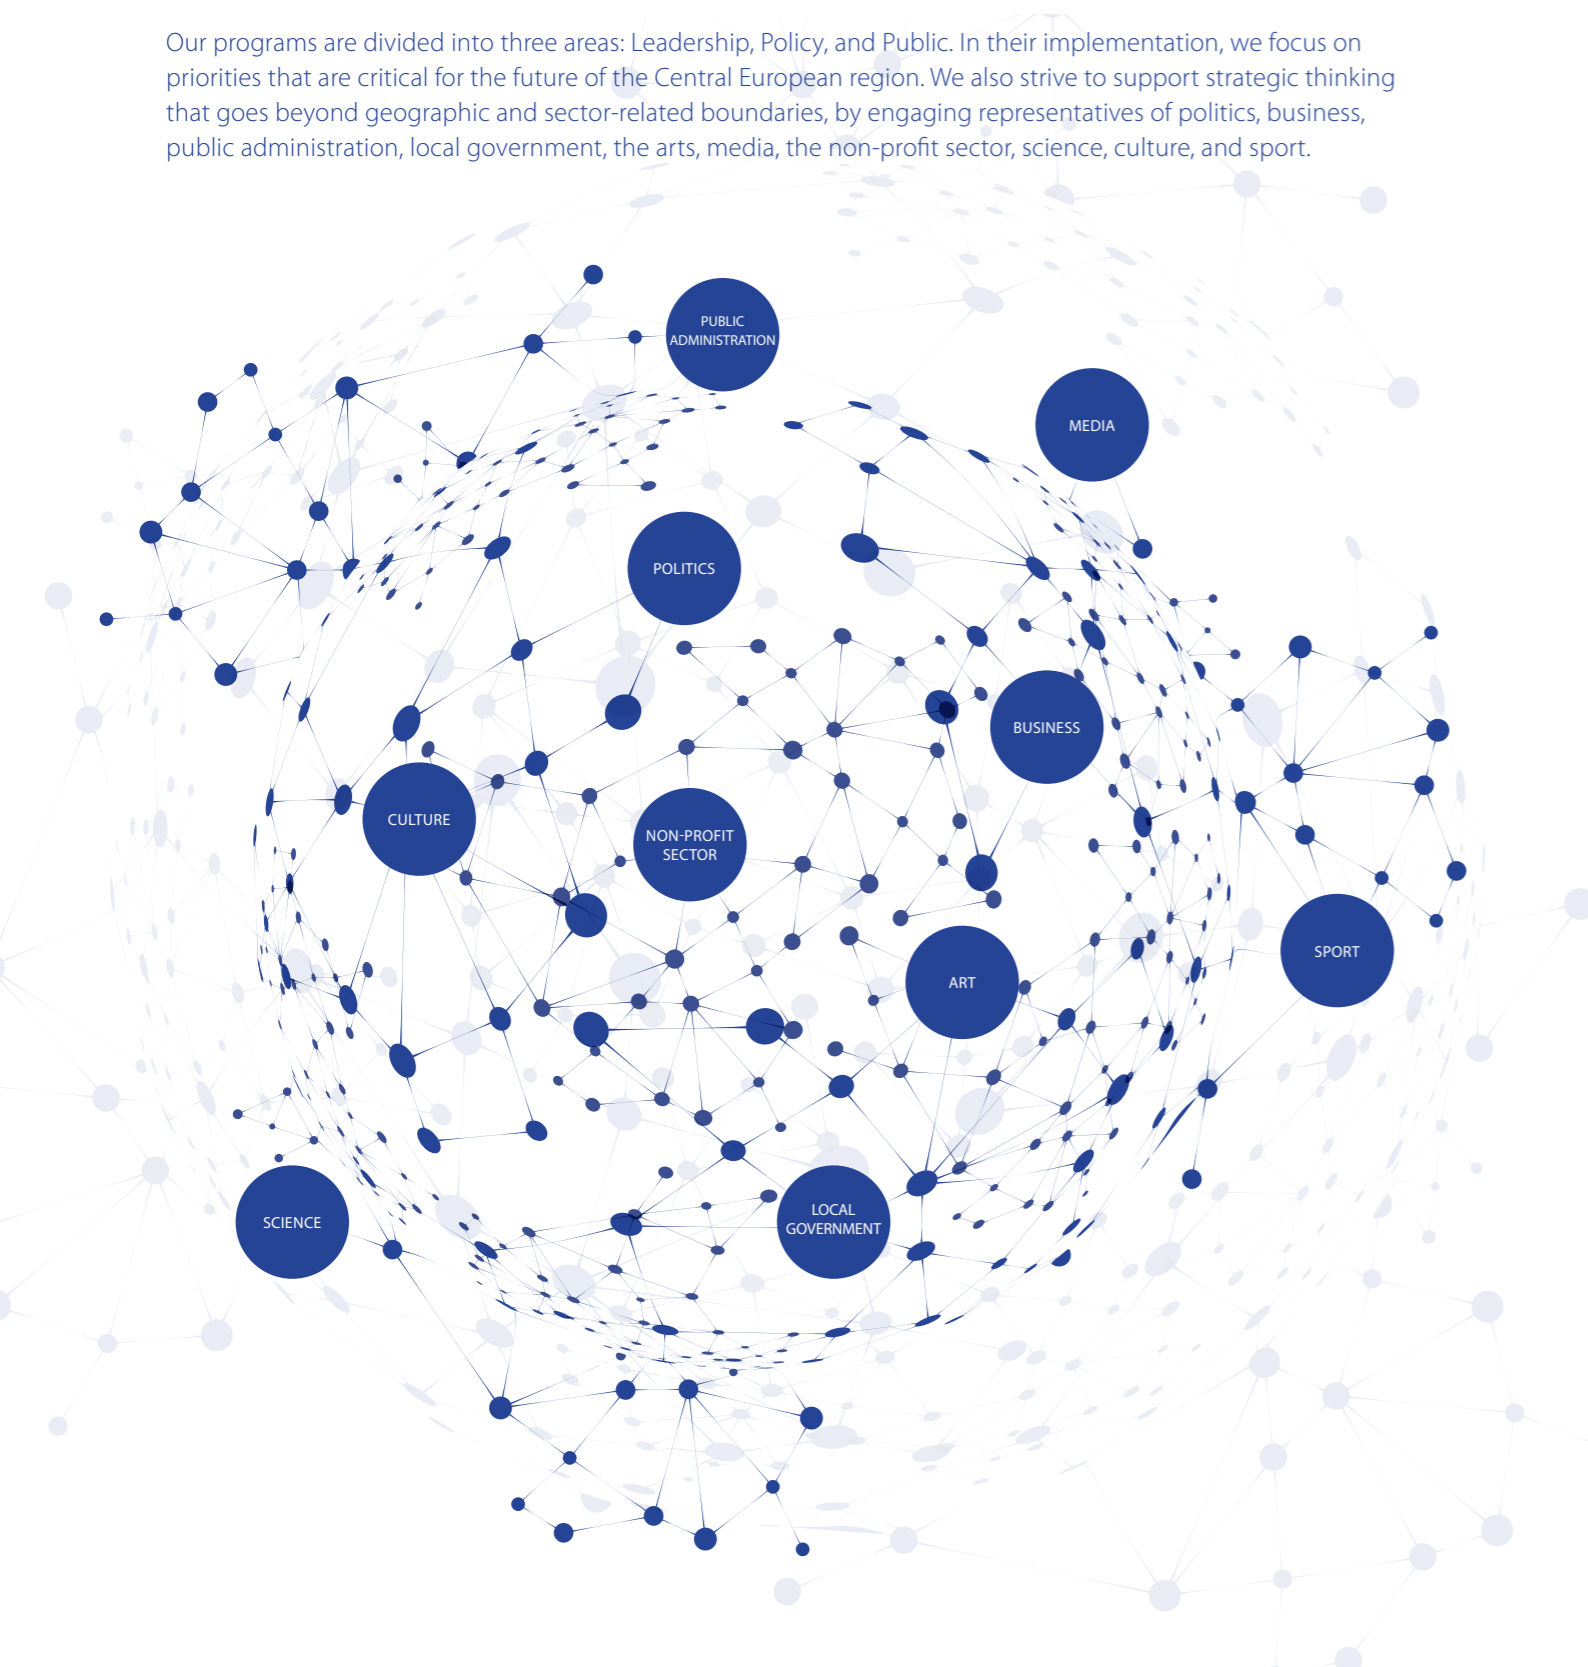 Our programs are divided into three areas: Leadership, Policy, and Public. In their implementation, we focus on
priorities that are critical for the future of the Central European region. We also strive to support strategic thinking
that goes beyond geographic and sector-related boundaries, by engaging representatives of politics, business,
public administration, local government, the arts, media, the non-profit sector, science, culture, and sport.
PUBLIC
ADMINISTRATION
MEDIA
POLITICS
BUSINESS
CULTURE
NON-PROFIT
SECTOR
SPORT
ART
SCIENCE
LOCAL
GOVERNMENT